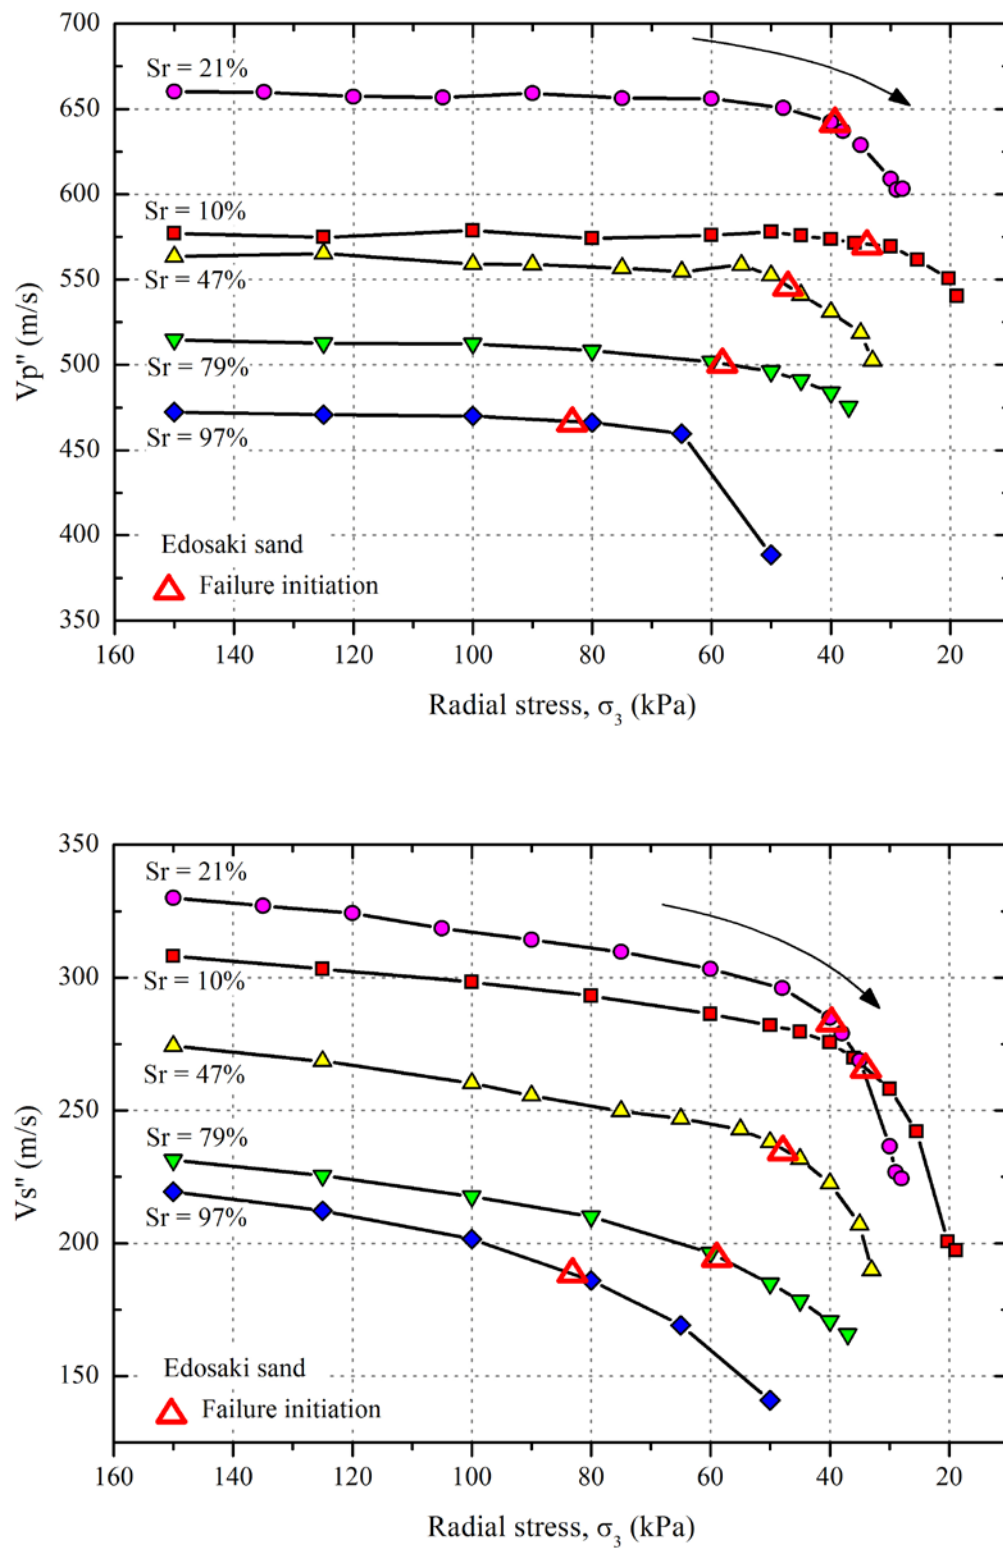 700
650
600
550
500
450
400
350
Vp" (m/s)
Sr = 21%
Sr = 10%
Sr = 47%
Sr = 79%
Sr = 97%
Edosaki sand
Failure initiation
160 140 120 100 80 60 40 20
Radial stress, σ₃ (kPa)
350
300
250
200
150
Vs" (m/s)
Sr = 21%
Sr = 10%
Sr = 47%
Sr = 79%
Sr = 97%
Edosaki sand
Failure initiation
160 140 120 100 80 60 40 20
Radial stress, σ₃ (kPa)